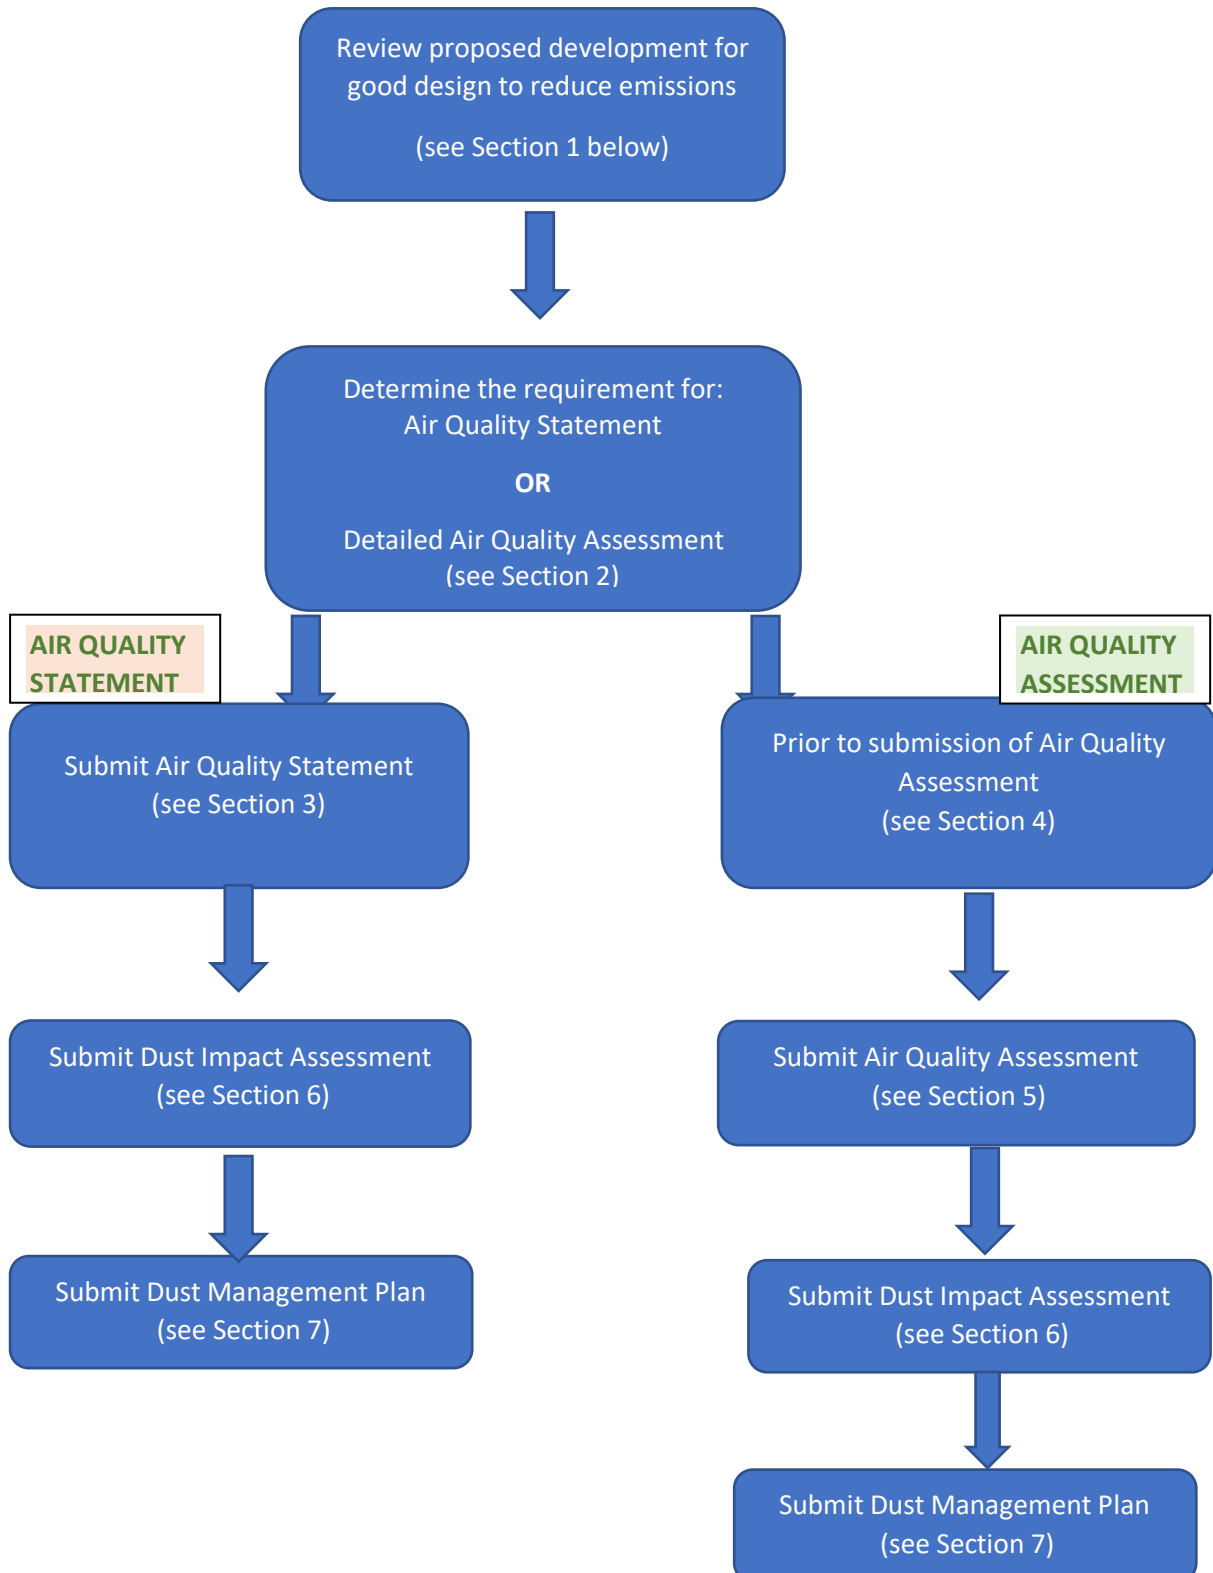 Review proposed development for
good design to reduce emissions
(see Section 1 below)
Determine the requirement for:
Air Quality Statement
OR
Detailed Air Quality Assessment
(see Section 2)
AIR QUALITY
STATEMENT
Submit Air Quality Statement
(see Section 3)
Submit Dust Impact Assessment
(see Section 6)
Submit Dust Management Plan
(see Section 7)
AIR QUALITY
ASSESSMENT
Prior to submission of Air Quality
Assessment
(see Section 4)
Submit Air Quality Assessment
(see Section 5)
Submit Dust Impact Assessment
(see Section 6)
Submit Dust Management Plan
(see Section 7)